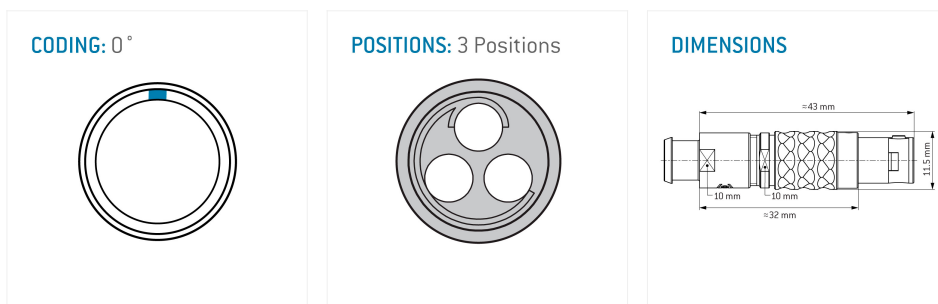 CODING: 0°
POSITIONS: 3 Positions
DIMENSIONS
≈43 mm
11.5 mm
10 mm
10 mm
≈32 mm